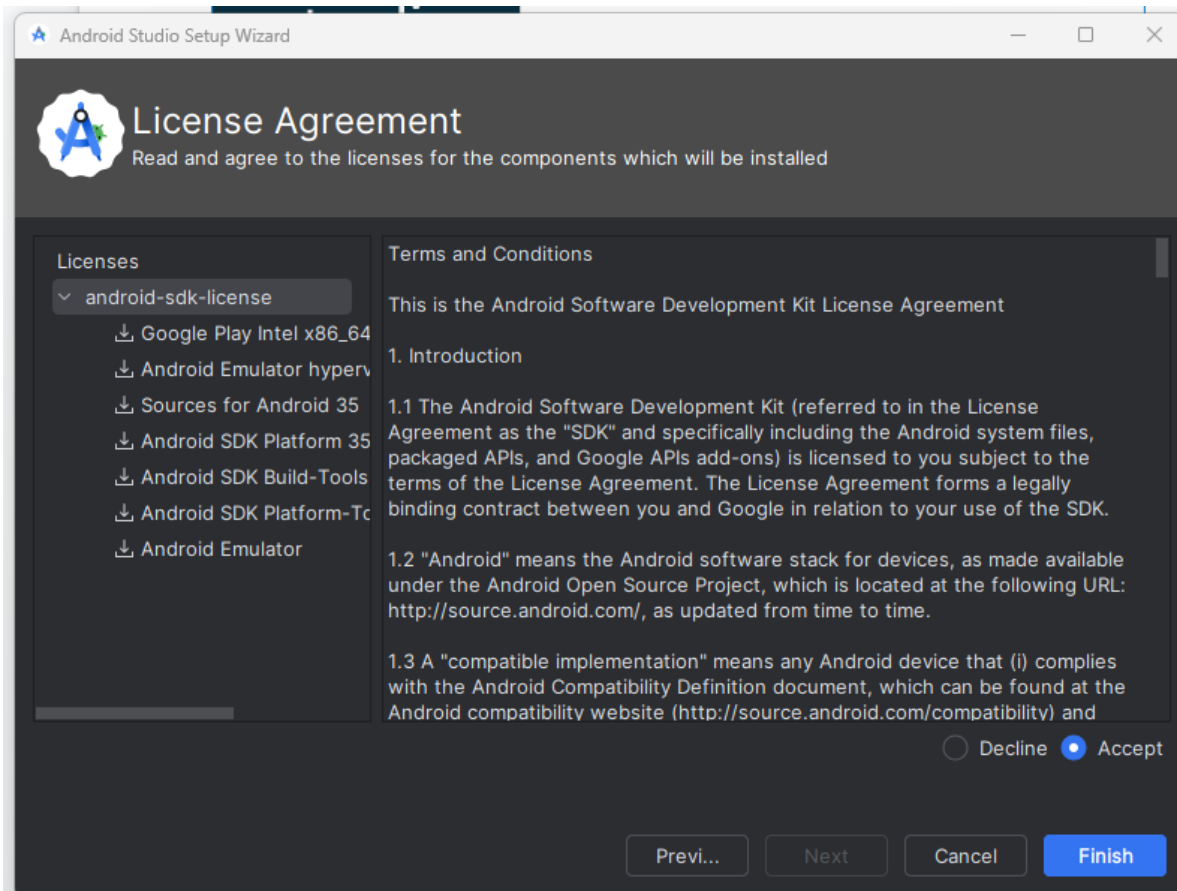 Android Studio Setup Wizard
License Agreement
Read and agree to the licenses for the components which will be installed
Licenses
android-sdk-license
Google Play Intel x86_64
Android Emulator hyperv
Sources for Android 35
Android SDK Platform 35
Android SDK Build-Tools
Android SDK Platform-To
Android Emulator
Terms and Conditions
This is the Android Software Development Kit License Agreement
1. Introduction
1.1 The Android Software Development Kit (referred to in the License
Agreement as the "SDK" and specifically including the Android system files,
packaged APIs, and Google APIs add-ons) is licensed to you subject to the
terms of the License Agreement. The License Agreement forms a legally
binding contract between you and Google in relation to your use of the SDK.
1.2 "Android" means the Android software stack for devices, as made available
under the Android Open Source Project, which is located at the following URL:
http://source.android.com/, as updated from time to time.
1.3 A "compatible implementation" means any Android device that (i) complies
with the Android Compatibility Definition document, which can be found at the
Android compatibility website (http://source.android.com/compatibility) and
Decline Accept
Previ... Next Cancel Finish